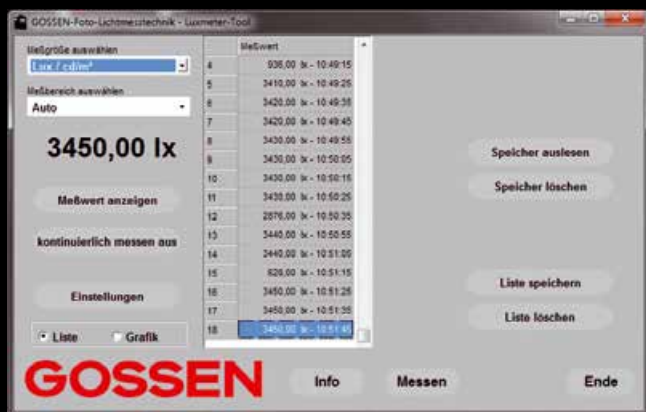 GOSSEN-Foto-Lichtmesstechnik - Luxmeter-Tool
Meßgröße auswählen
Lux / cd/m²
Meßbereich auswählen
Auto
3450,00 lx
Meßwert anzeigen
kontinuierlich messen aus
Einstellungen
Liste Grafik
Meßwert
4 936,00 lx - 10:49:15
5 3410,00 lx - 10:49:25
6 3420,00 lx - 10:49:35
7 3420,00 lx - 10:49:45
8 3430,00 lx - 10:49:55
9 3430,00 lx - 10:50:05
10 3430,00 lx - 10:50:15
11 3430,00 lx - 10:50:25
12 2876,00 lx - 10:50:35
13 3440,00 lx - 10:50:55
14 3440,00 lx - 10:51:05
15 828,00 lx - 10:51:15
16 3450,00 lx - 10:51:25
17 3450,00 lx - 10:51:35
18 3450,00 lx - 10:51:45
Speicher auslesen
Speicher löschen
Liste speichern
Liste löschen
GOSSEN
Info
Messen
Ende